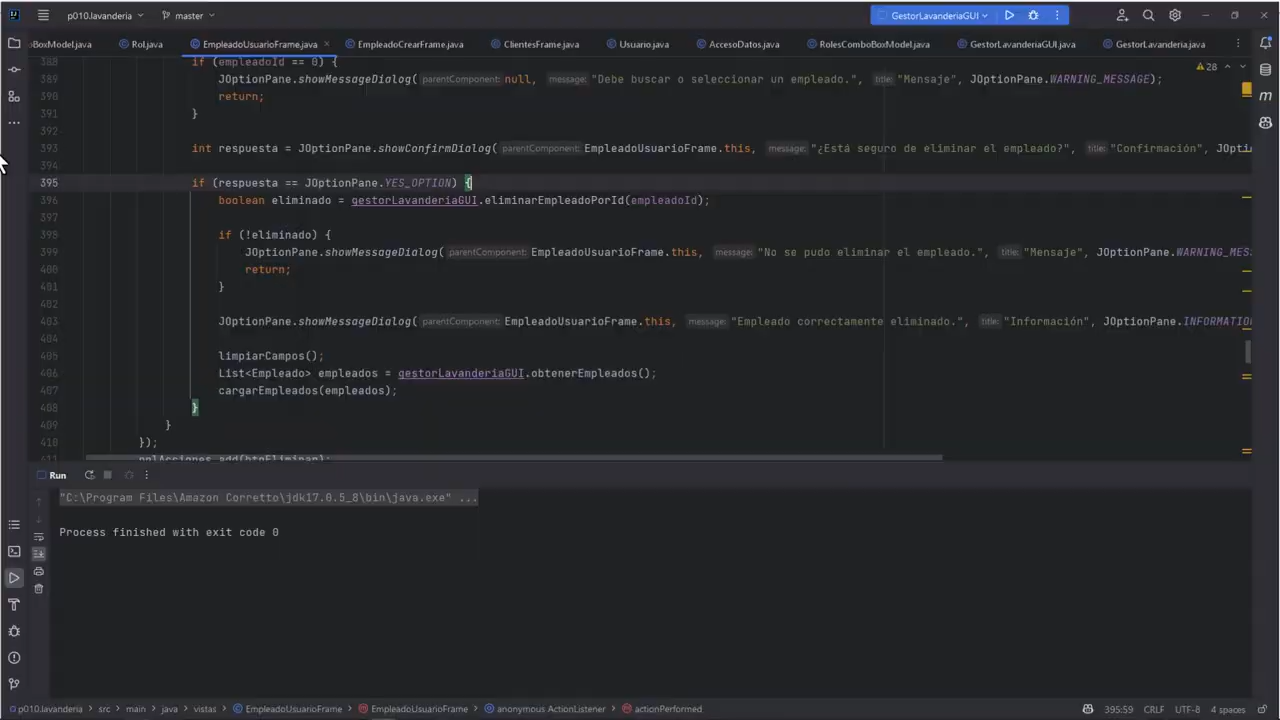 p010.lavanderia
master
GestorLavanderiaGUI
oBoxModel.java
Rol.java
EmpleadoUsuarioFrame.java
EmpleadoCrearFrame.java
ClientesFrame.java
Usuario.java
AccesoDatos.java
RolesComboBoxModel.java
GestorLavanderiaGUI.java
GestorLavanderia.java
28
388 if (empleadoId == 0) {
389 JOptionPane.showMessageDialog( parentComponent: null, message: "Debe buscar o seleccionar un empleado.", title: "Mensaje", JOptionPane.WARNING_MESSAGE);
390 return;
391 }
392
393 int respuesta = JOptionPane.showConfirmDialog( parentComponent: EmpleadoUsuarioFrame.this, message: "¿Está seguro de eliminar el empleado?", title: "Confirmación", JOpti
394
395 if (respuesta == JOptionPane.YES_OPTION) {
396 boolean eliminado = gestorLavanderiaGUI.eliminarEmpleadoPorId(empleadoId);
397
398 if (!eliminado) {
399 JOptionPane.showMessageDialog( parentComponent: EmpleadoUsuarioFrame.this, message: "No se pudo eliminar el empleado.", title: "Mensaje", JOptionPane.WARNING_MES
400 return;
401 }
402
403 JOptionPane.showMessageDialog( parentComponent: EmpleadoUsuarioFrame.this, message: "Empleado correctamente eliminado.", title: "Información", JOptionPane.INFORMATIO
404
405 limpiarCampos();
406 List<Empleado> empleados = gestorLavanderiaGUI.obtenerEmpleados();
407 cargarEmpleados(empleados);
408 }
409 }
410 });
411 pnlAcciones.add(btnEliminar);
Run
"C:\Program Files\Amazon Corretto\jdk17.0.5_8\bin\java.exe" ...
Process finished with exit code 0
p010.lavanderia > src > main > java > vistas > EmpleadoUsuarioFrame > EmpleadoUsuarioFrame > anonymous ActionListener > actionPerformed
395:59 CRLF UTF-8 4 spaces